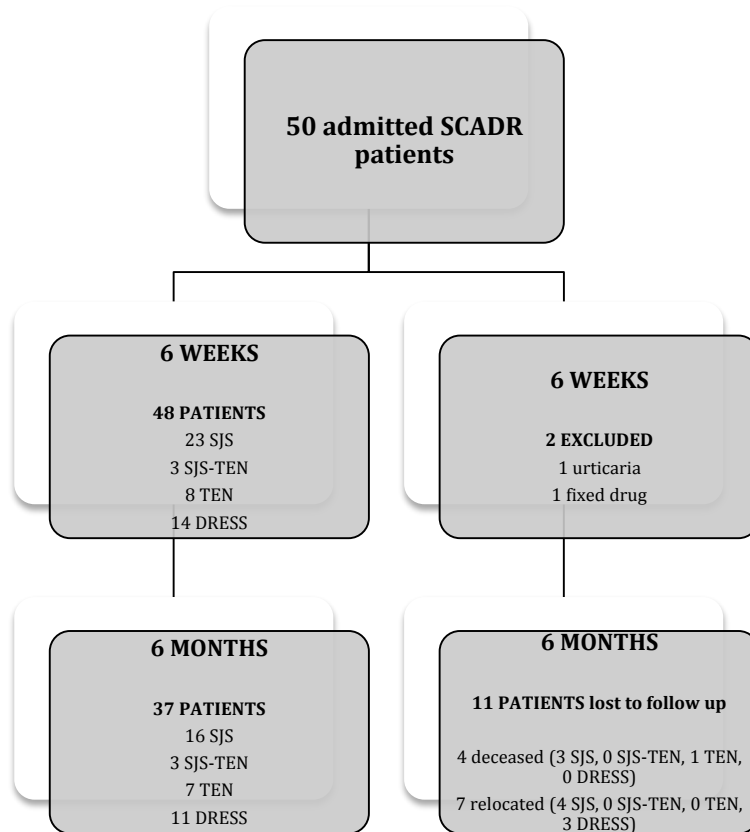 50 admitted SCADR
patients
6 WEEKS
48 PATIENTS
23 SJS
3 SJS-TEN
8 TEN
14 DRESS
6 WEEKS
2 EXCLUDED
1 urticaria
1 fixed drug
6 MONTHS
37 PATIENTS
16 SJS
3 SJS-TEN
7 TEN
11 DRESS
6 MONTHS
11 PATIENTS lost to follow up
4 deceased (3 SJS, 0 SJS-TEN, 1 TEN,
0 DRESS)
7 relocated (4 SJS, 0 SJS-TEN, 0 TEN,
3 DRESS)